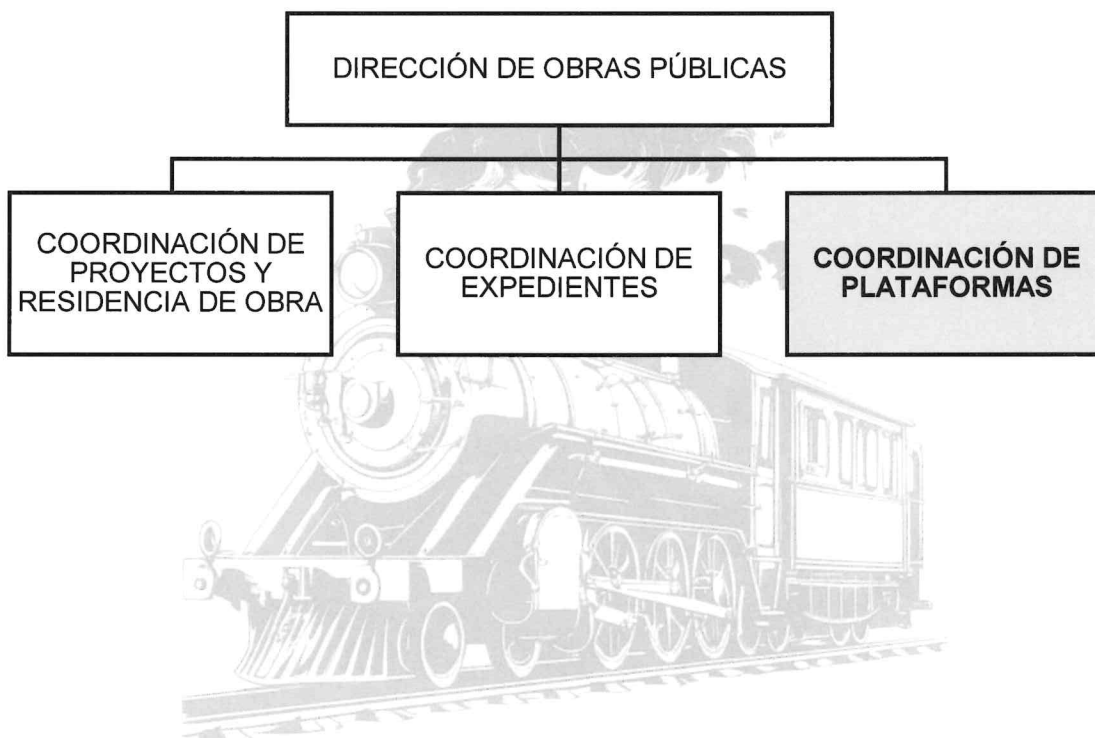 DIRECCIÓN DE OBRAS PÚBLICAS
COORDINACIÓN DE
PROYECTOS Y
RESIDENCIA DE OBRA
COORDINACIÓN DE
EXPEDIENTES
COORDINACIÓN DE
PLATAFORMAS